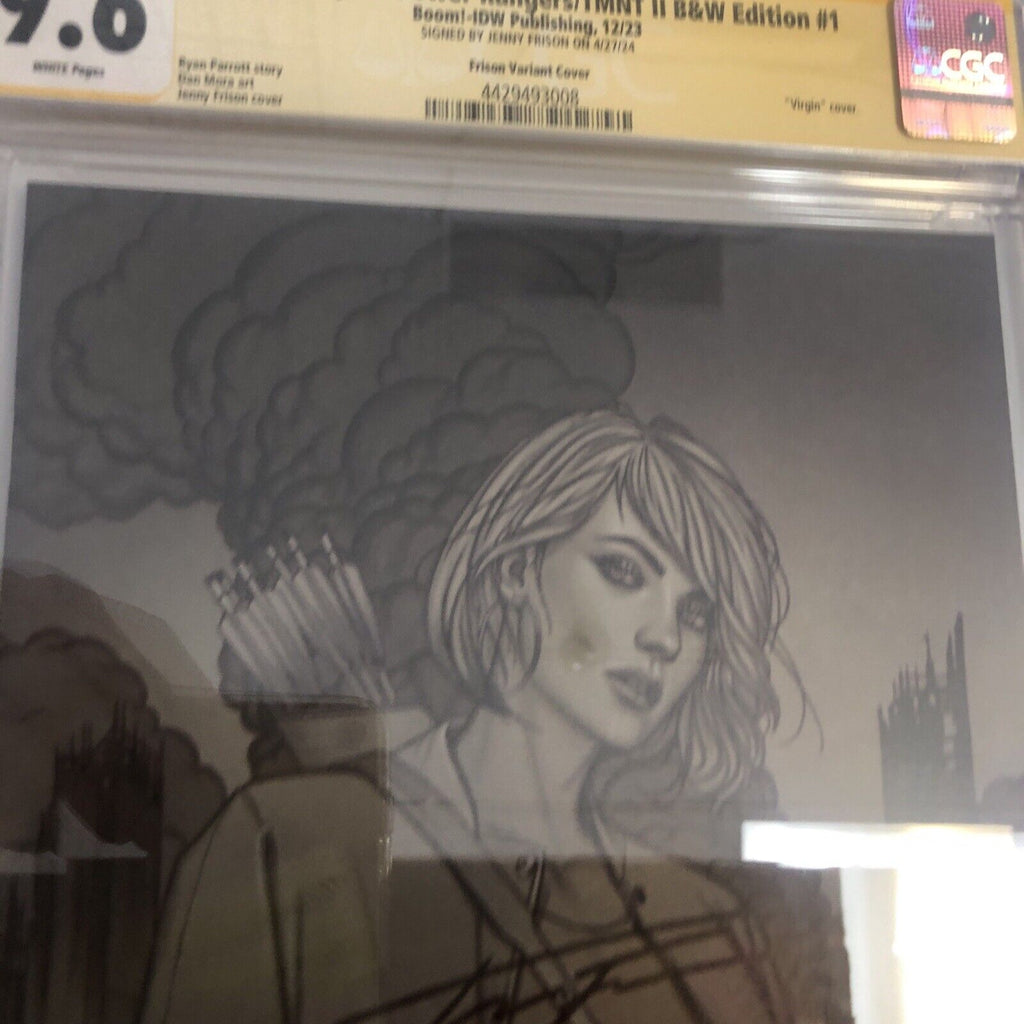 9.6
WHITE Pages
Rangers/TMNT II B&W Edition #1
Boom!-IDW Publishing, 12/23
SIGNED BY JENNY FRISON ON 4/27/24
Ryan Parrott story
Dan Mora art
Jenny Frison cover
Frison Variant Cover
4429493008
"Virgin" cover
CGC